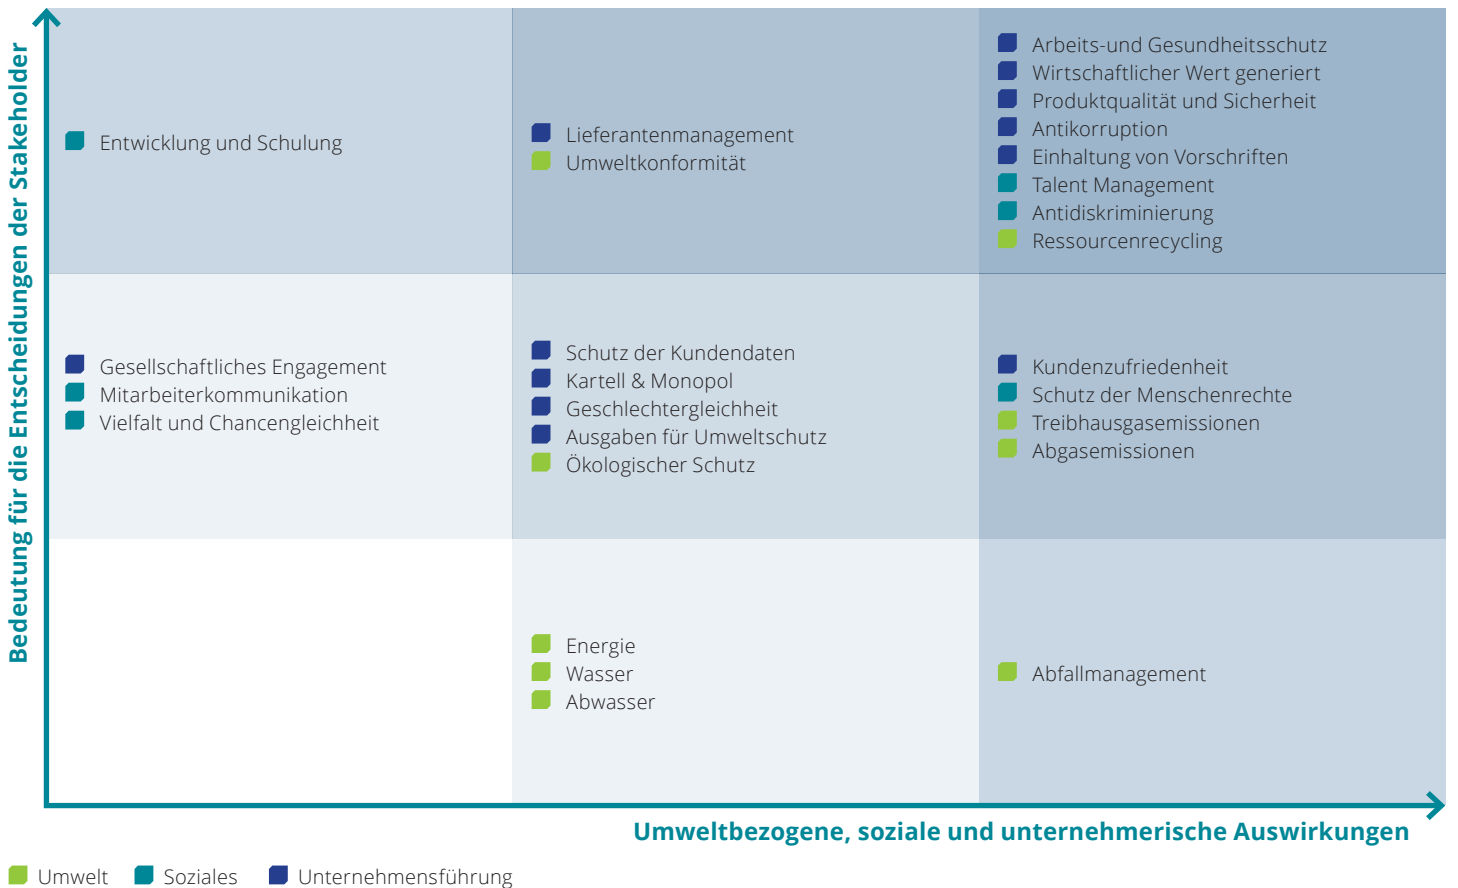 Bedeutung für die Entscheidungen der Stakeholder
Entwicklung und Schulung
Lieferantenmanagement
Umweltkonformität
Arbeits-und Gesundheitsschutz
Wirtschaftlicher Wert generiert
Produktqualität und Sicherheit
Antikorruption
Einhaltung von Vorschriften
Talent Management
Antidiskriminierung
Ressourcenrecycling
Gesellschaftliches Engagement
Mitarbeiterkommunikation
Vielfalt und Chancengleichheit
Schutz der Kundendaten
Kartell & Monopol
Geschlechtergleichheit
Ausgaben für Umweltschutz
Ökologischer Schutz
Kundenzufriedenheit
Schutz der Menschenrechte
Treibhausgasemissionen
Abgasemissionen
Energie
Wasser
Abwasser
Abfallmanagement
Umweltbezogene, soziale und unternehmerische Auswirkungen
Umwelt Soziales Unternehmensführung